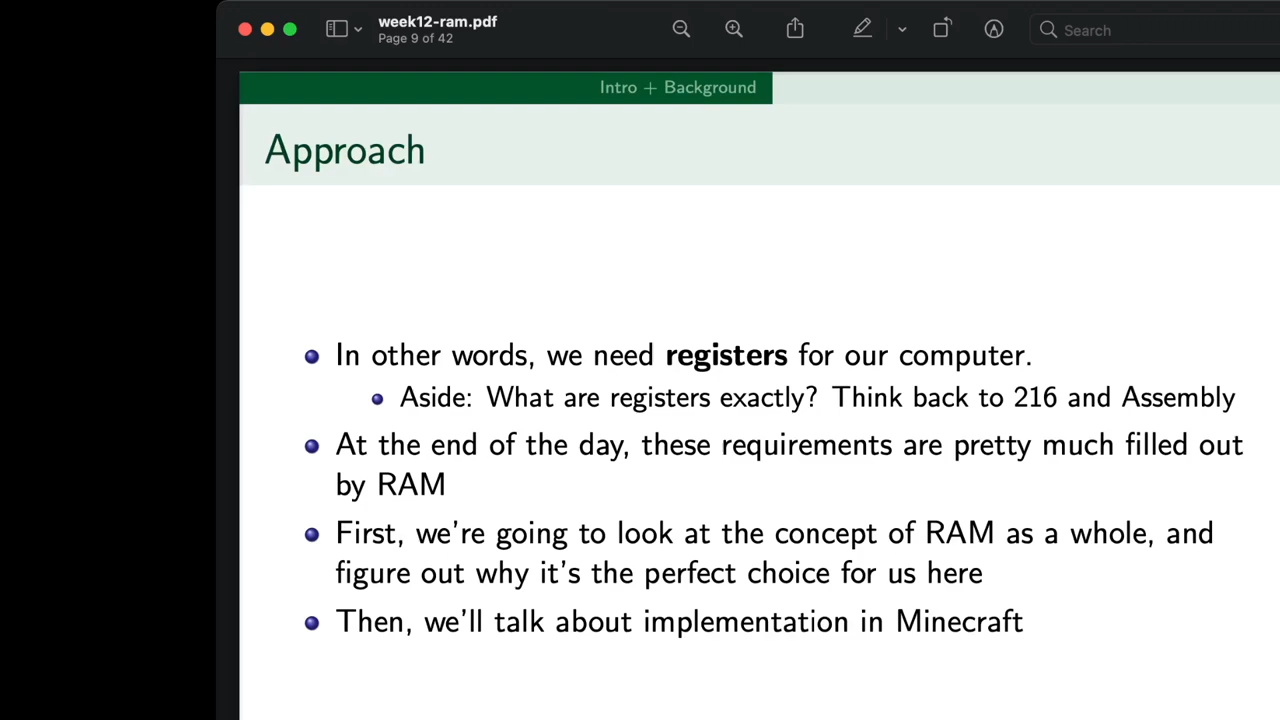 week12-ram.pdf
Page 9 of 42
Search
Intro + Background
Approach
In other words, we need registers for our computer.
Aside: What are registers exactly? Think back to 216 and Assembly
At the end of the day, these requirements are pretty much filled out
by RAM
First, we're going to look at the concept of RAM as a whole, and
figure out why it's the perfect choice for us here
Then, we'll talk about implementation in Minecraft